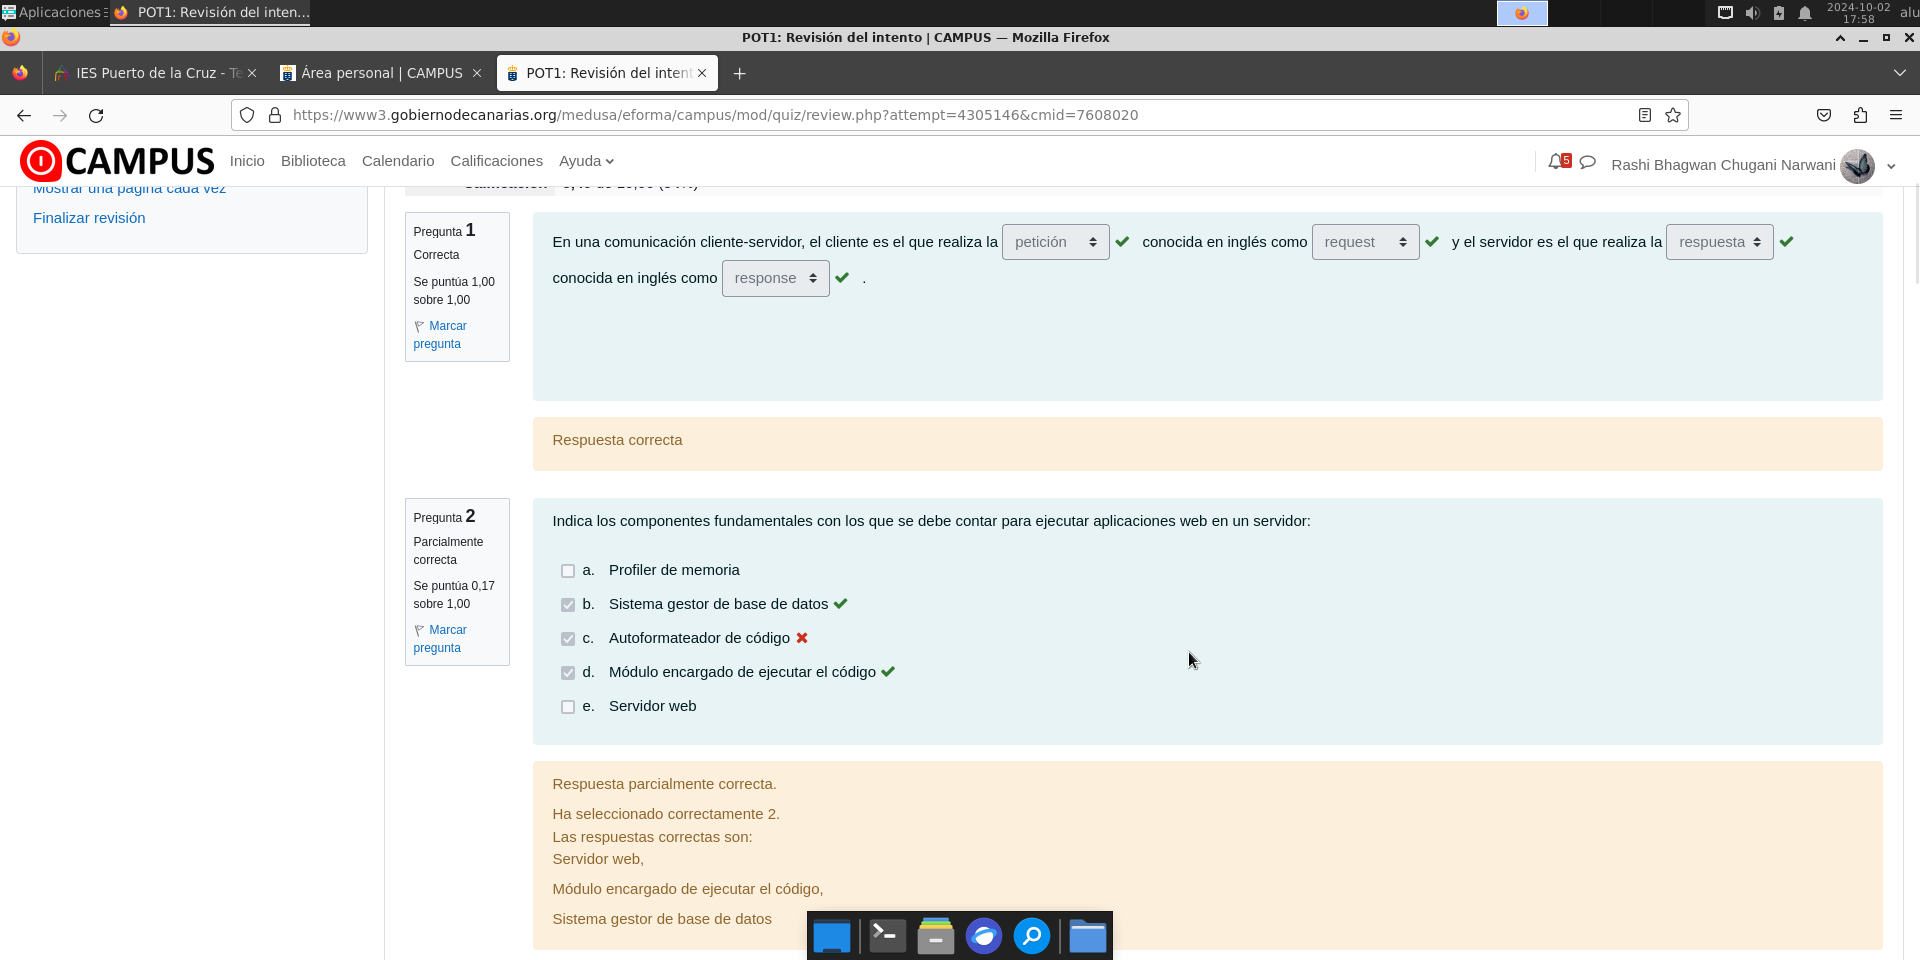 Aplicaciones
POT1: Revisión del inten...
2024-10-02
17:58
alu
POT1: Revisión del intento | CAMPUS — Mozilla Firefox
IES Puerto de la Cruz - Te
Área personal | CAMPUS
POT1: Revisión del intent
https://www3.gobiernodecanarias.org/medusa/eforma/campus/mod/quiz/review.php?attempt=4305146&cmid=7608020
CAMPUS
Inicio
Biblioteca
Calendario
Calificaciones
Ayuda
5
Rashi Bhagwan Chugani Narwani
Mostrar una página cada vez
Finalizar revisión
Pregunta 1
Correcta
Se puntúa 1,00
sobre 1,00
Marcar
pregunta
En una comunicación cliente-servidor, el cliente es el que realiza la petición conocida en inglés como request y el servidor es el que realiza la respuesta
conocida en inglés como response .
Respuesta correcta
Pregunta 2
Parcialmente
correcta
Se puntúa 0,17
sobre 1,00
Marcar
pregunta
Indica los componentes fundamentales con los que se debe contar para ejecutar aplicaciones web en un servidor:
a. Profiler de memoria
b. Sistema gestor de base de datos
c. Autoformateador de código
d. Módulo encargado de ejecutar el código
e. Servidor web
Respuesta parcialmente correcta.
Ha seleccionado correctamente 2.
Las respuestas correctas son:
Servidor web,
Módulo encargado de ejecutar el código,
Sistema gestor de base de datos